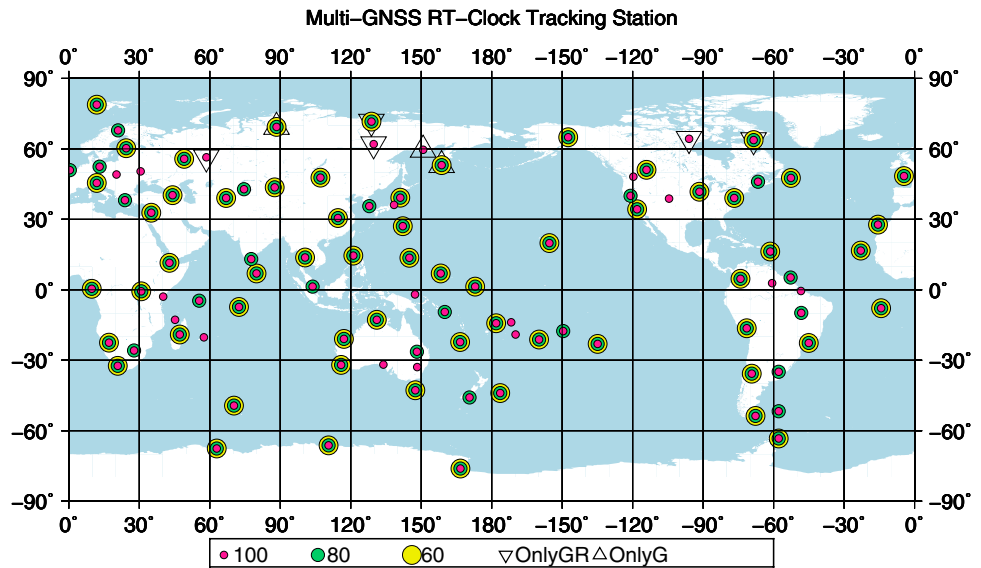 Multi−GNSS RT−Clock Tracking Station
0˚ 30˚ 60˚ 90˚ 120˚ 150˚ −150˚ −120˚ −90˚ −60˚ −30˚ 0˚
90˚ 90˚
60˚ 60˚
30˚ 30˚
0˚ 0˚
−30˚ −30˚
−60˚ −60˚
−90˚ −90˚
0˚ 30˚ 60˚ 90˚ 120˚ 150˚ −150˚ −120˚ −90˚ −60˚ −30˚ 0˚
100 80 60 OnlyGR OnlyG